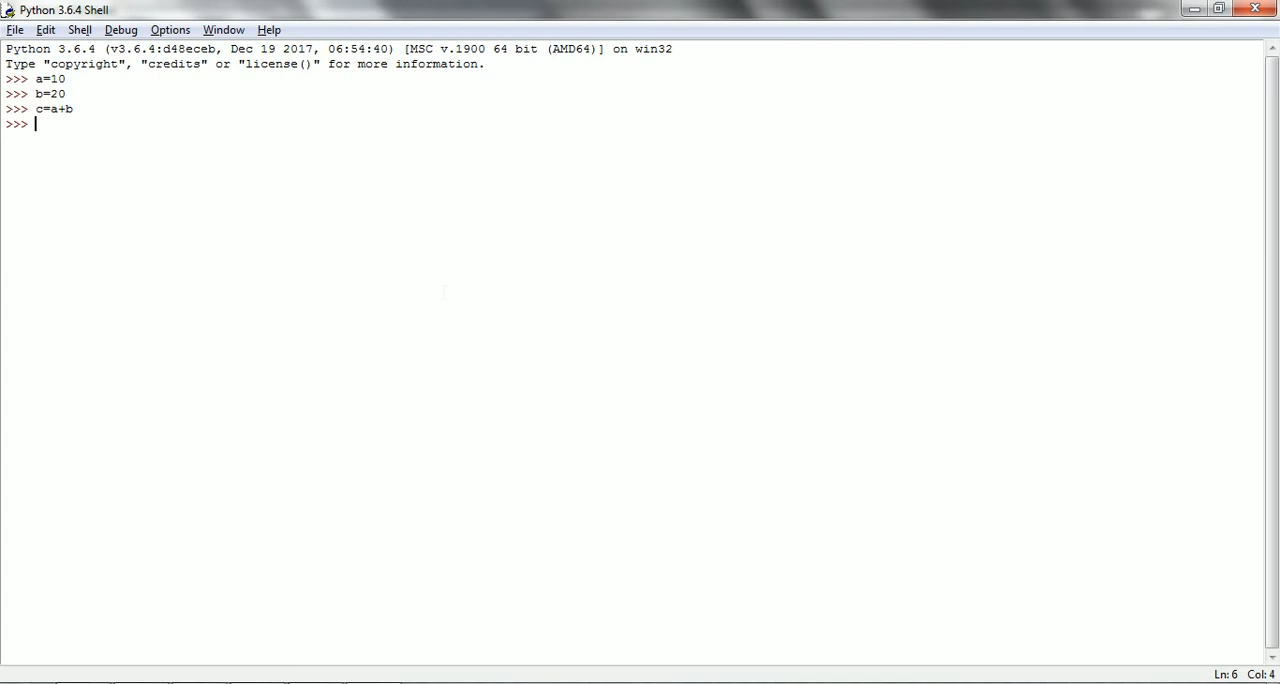 Python 3.6.4 Shell
File Edit Shell Debug Options Window Help
Python 3.6.4 (v3.6.4:d48eceb, Dec 19 2017, 06:54:40) [MSC v.1900 64 bit (AMD64)] on win32
Type "copyright", "credits" or "license()" for more information.
>>> a=10
>>> b=20
>>> c=a+b
>>>
Ln: 6 Col: 4